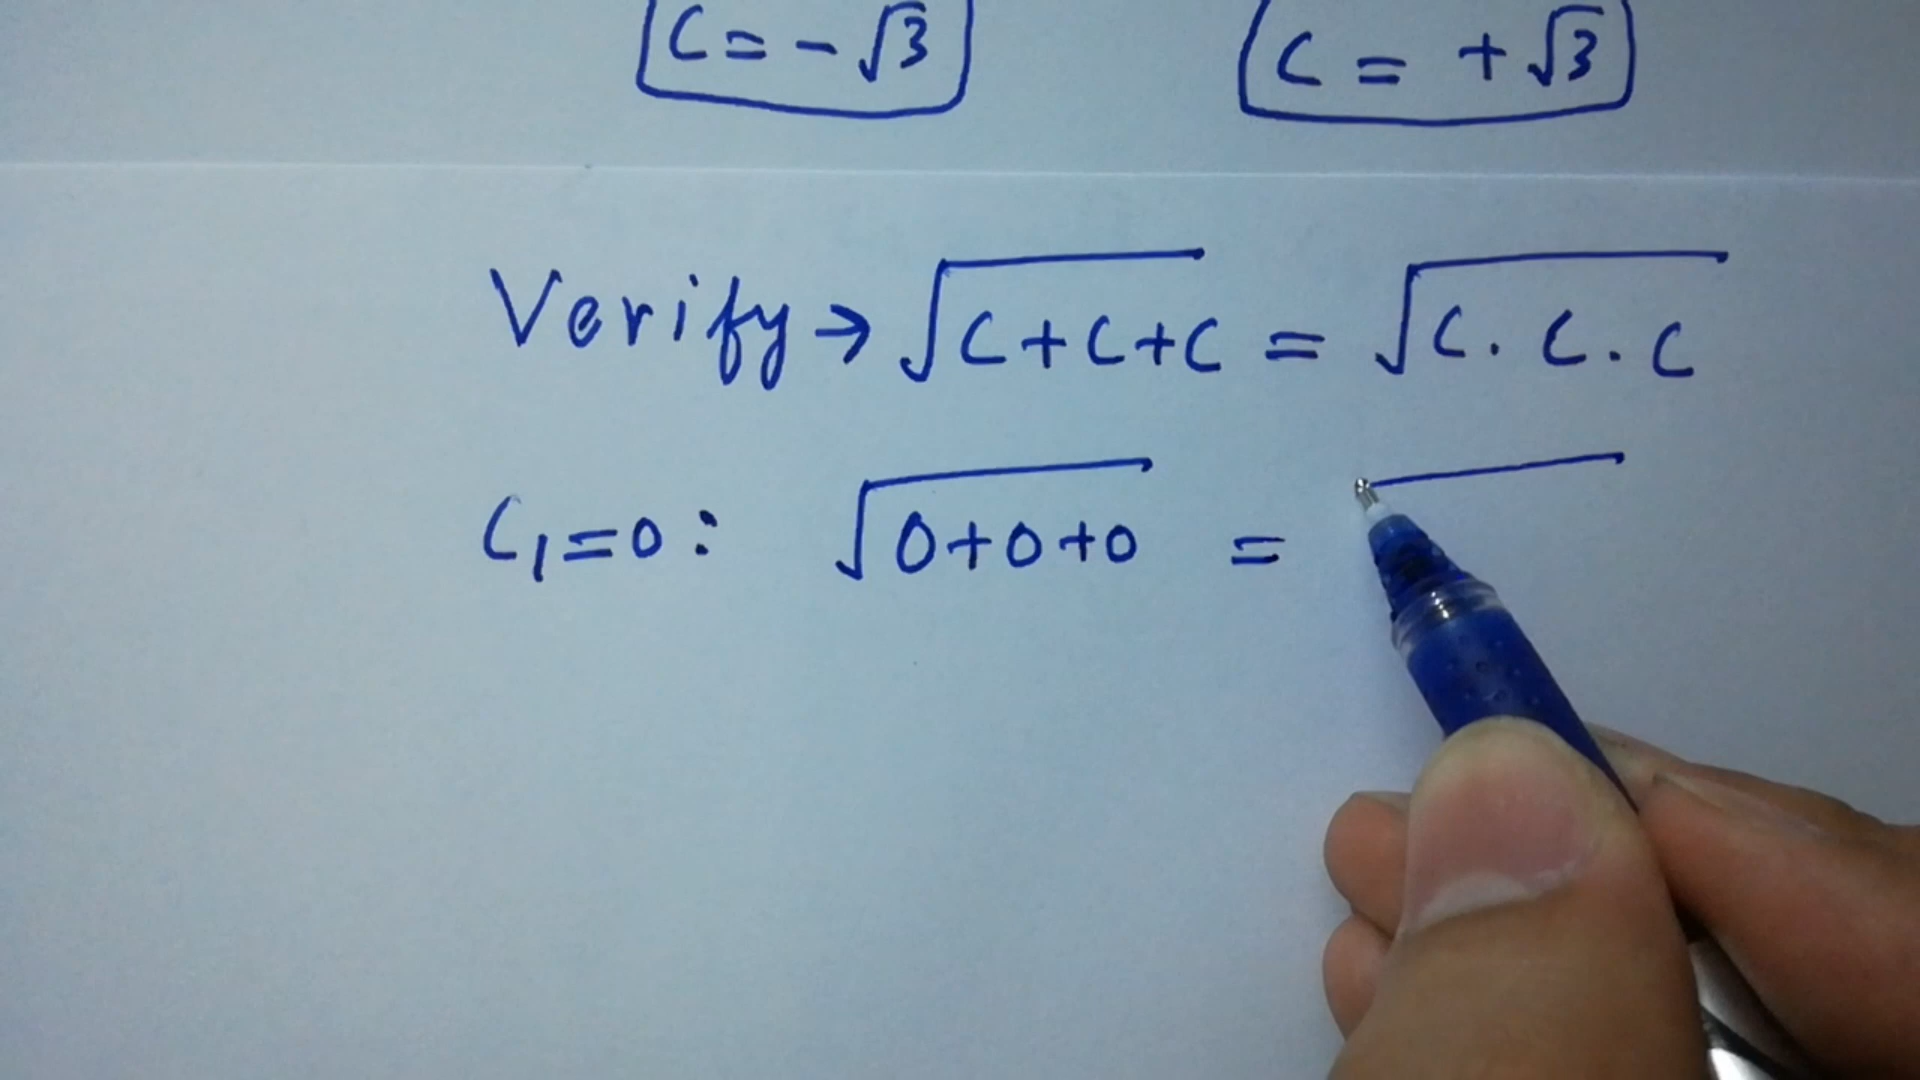 C = - √3 C = + √3
Verify → √C + C + C = √C . C . C
C₁ = 0 : √0 + 0 + 0 =